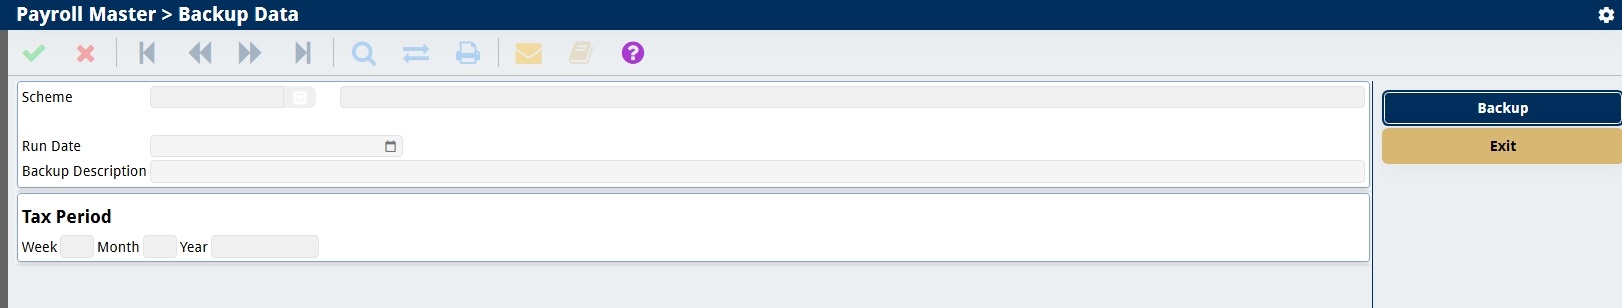 Payroll Master > Backup Data
?
Scheme
Backup
Run Date
Exit
Backup Description
Tax Period
Week Month Year